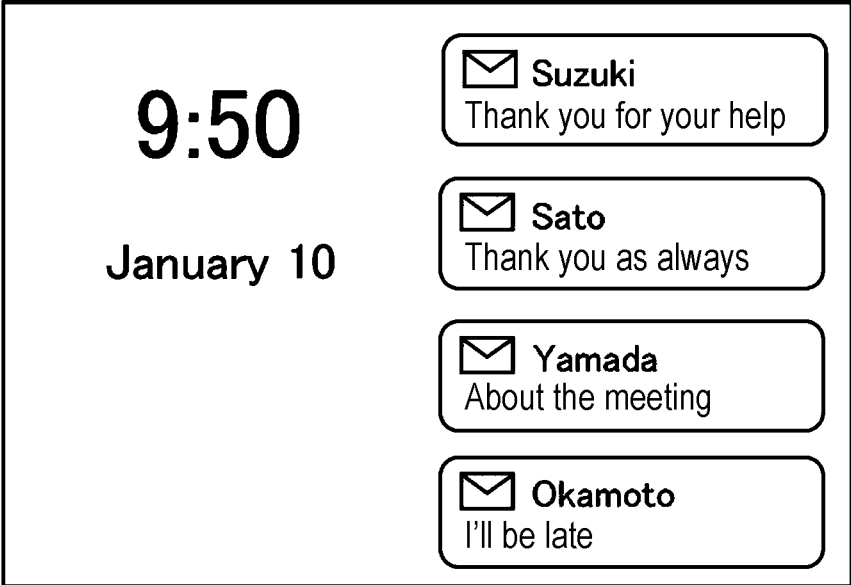 9:50
January 10
Suzuki
Thank you for your help
Sato
Thank you as always
Yamada
About the meeting
Okamoto
I'll be late